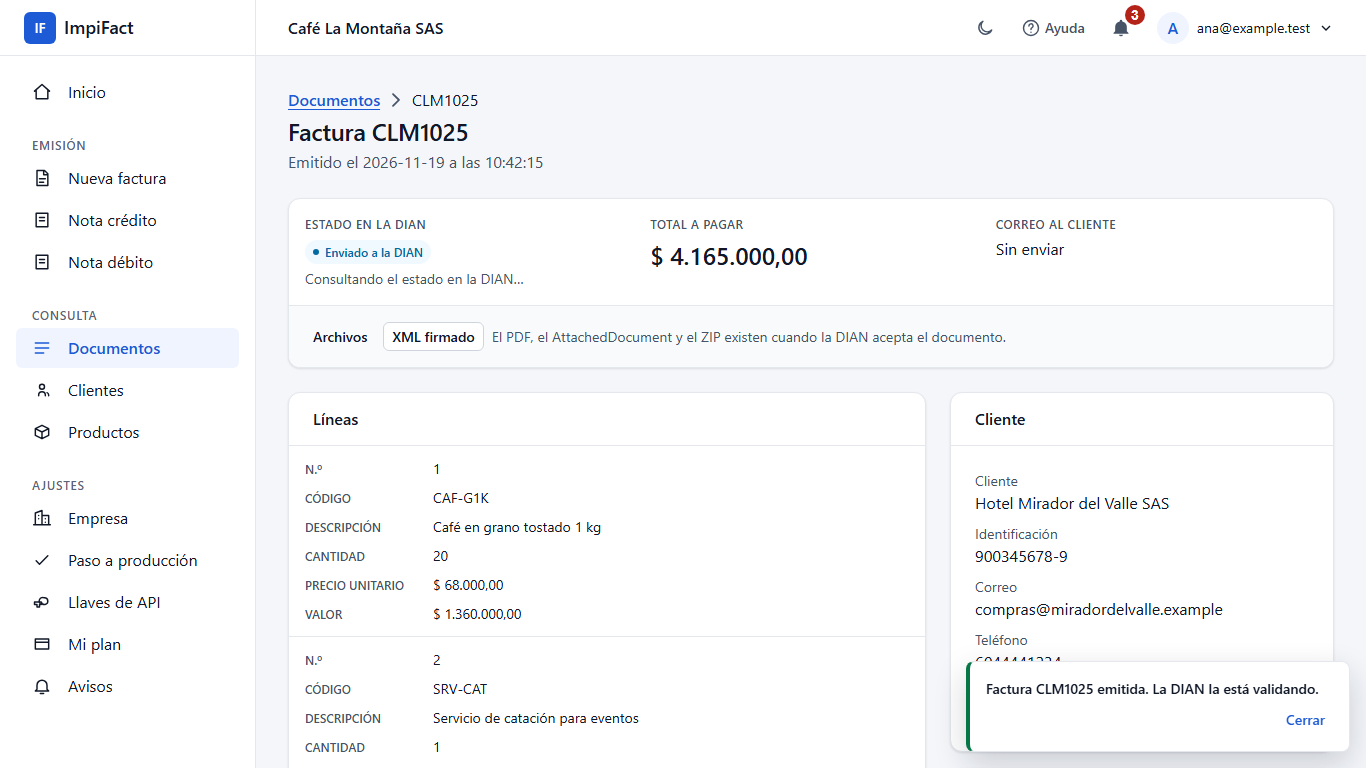 IF ImpiFact
Café La Montaña SAS
Ayuda
3
A ana@example.test
Inicio
EMISIÓN
Nueva factura
Nota crédito
Nota débito
CONSULTA
Documentos
Clientes
Productos
AJUSTES
Empresa
Paso a producción
Llaves de API
Mi plan
Avisos
Documentos > CLM1025
Factura CLM1025
Emitido el 2026-11-19 a las 10:42:15
ESTADO EN LA DIAN
Enviado a la DIAN
Consultando el estado en la DIAN...
TOTAL A PAGAR
$ 4.165.000,00
CORREO AL CLIENTE
Sin enviar
Archivos XML firmado El PDF, el AttachedDocument y el ZIP existen cuando la DIAN acepta el documento.
Líneas
N.º 1
CÓDIGO CAF-G1K
DESCRIPCIÓN Café en grano tostado 1 kg
CANTIDAD 20
PRECIO UNITARIO $ 68.000,00
VALOR $ 1.360.000,00
N.º 2
CÓDIGO SRV-CAT
DESCRIPCIÓN Servicio de catación para eventos
CANTIDAD 1
Cliente
Cliente
Hotel Mirador del Valle SAS
Identificación
900345678-9
Correo
compras@miradordelvalle.example
Teléfono
Factura CLM1025 emitida. La DIAN la está validando.
Cerrar